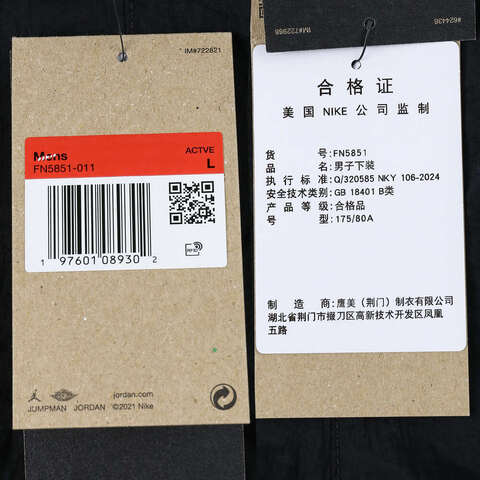 IM#722821
Mens
FN5851-011
ACTVE
L
RFID
1 97601 08930 2
JUMPMAN JORDAN
jordan.com
©2021 Nike
IM#722988
#624436
合格证
美国 NIKE 公司监制
货号:FN5851
品名:男子下装
执行标准:Q/320585 NKY 106-2024
安全技术类别:GB 18401 B类
产品等级:合格品
号型:175/80A
制造商:鹰美（荆门）制衣有限公司
湖北省荆门市掇刀区高新技术开发区凤凰
五路